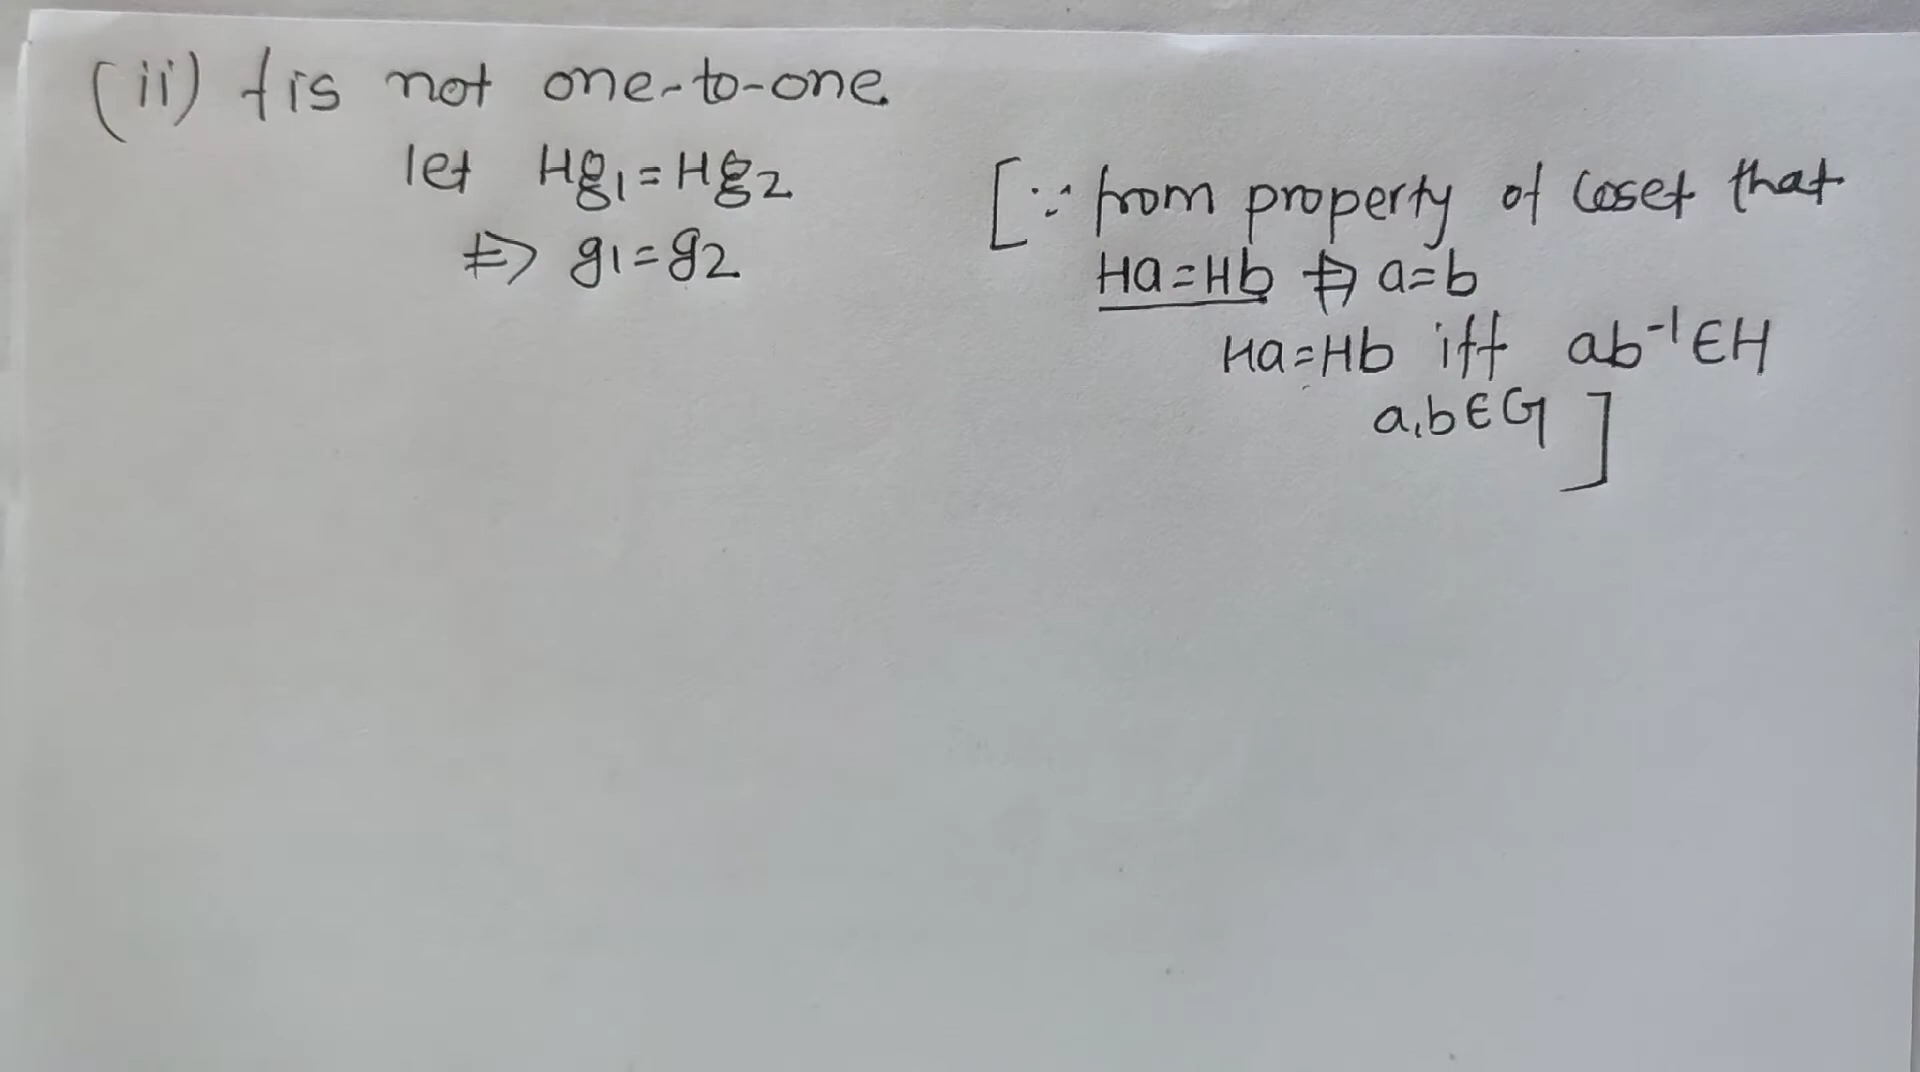 (ii) f is not one-to-one
let Hg₁ = Hg₂
⇏ g₁ = g₂
[∵ from property of Coset that
Ha = Hb ⇏ a = b
Ha = Hb iff ab⁻¹ ∈ H
a, b ∈ G ]